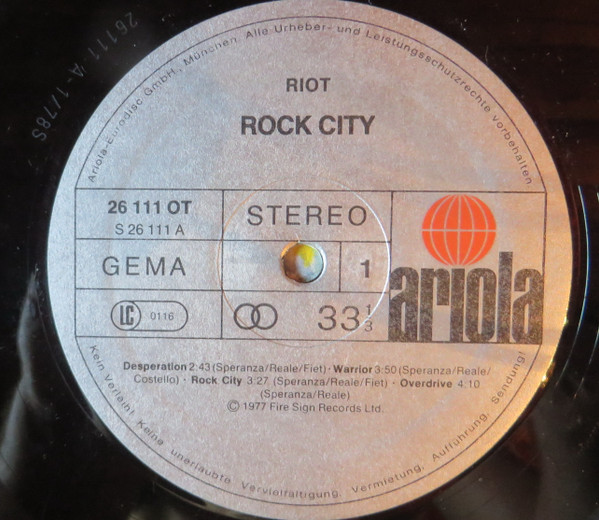 26111 A 1/78S
Ariola-Eurodisc GmbH, München Alle Urheber- und Leistungsschutzrechte vorbehalten
RIOT
ROCK CITY
26 111 OT
S 26 111 A
STEREO
GEMA
1
LC 0116
33 1/3
ariola
Desperation 2:43 (Speranza/Reale/Fiet) · Warrior 3:50 (Speranza/Reale/
Costello) · Rock City 3:27 (Speranza/Reale/Fiet) · Overdrive 4:10
(Speranza/Reale)
© 1977 Fire Sign Records Ltd.
Kein Verleih! Keine unerlaubte Vervielfältigung, Vermietung, Aufführung, Sendung!